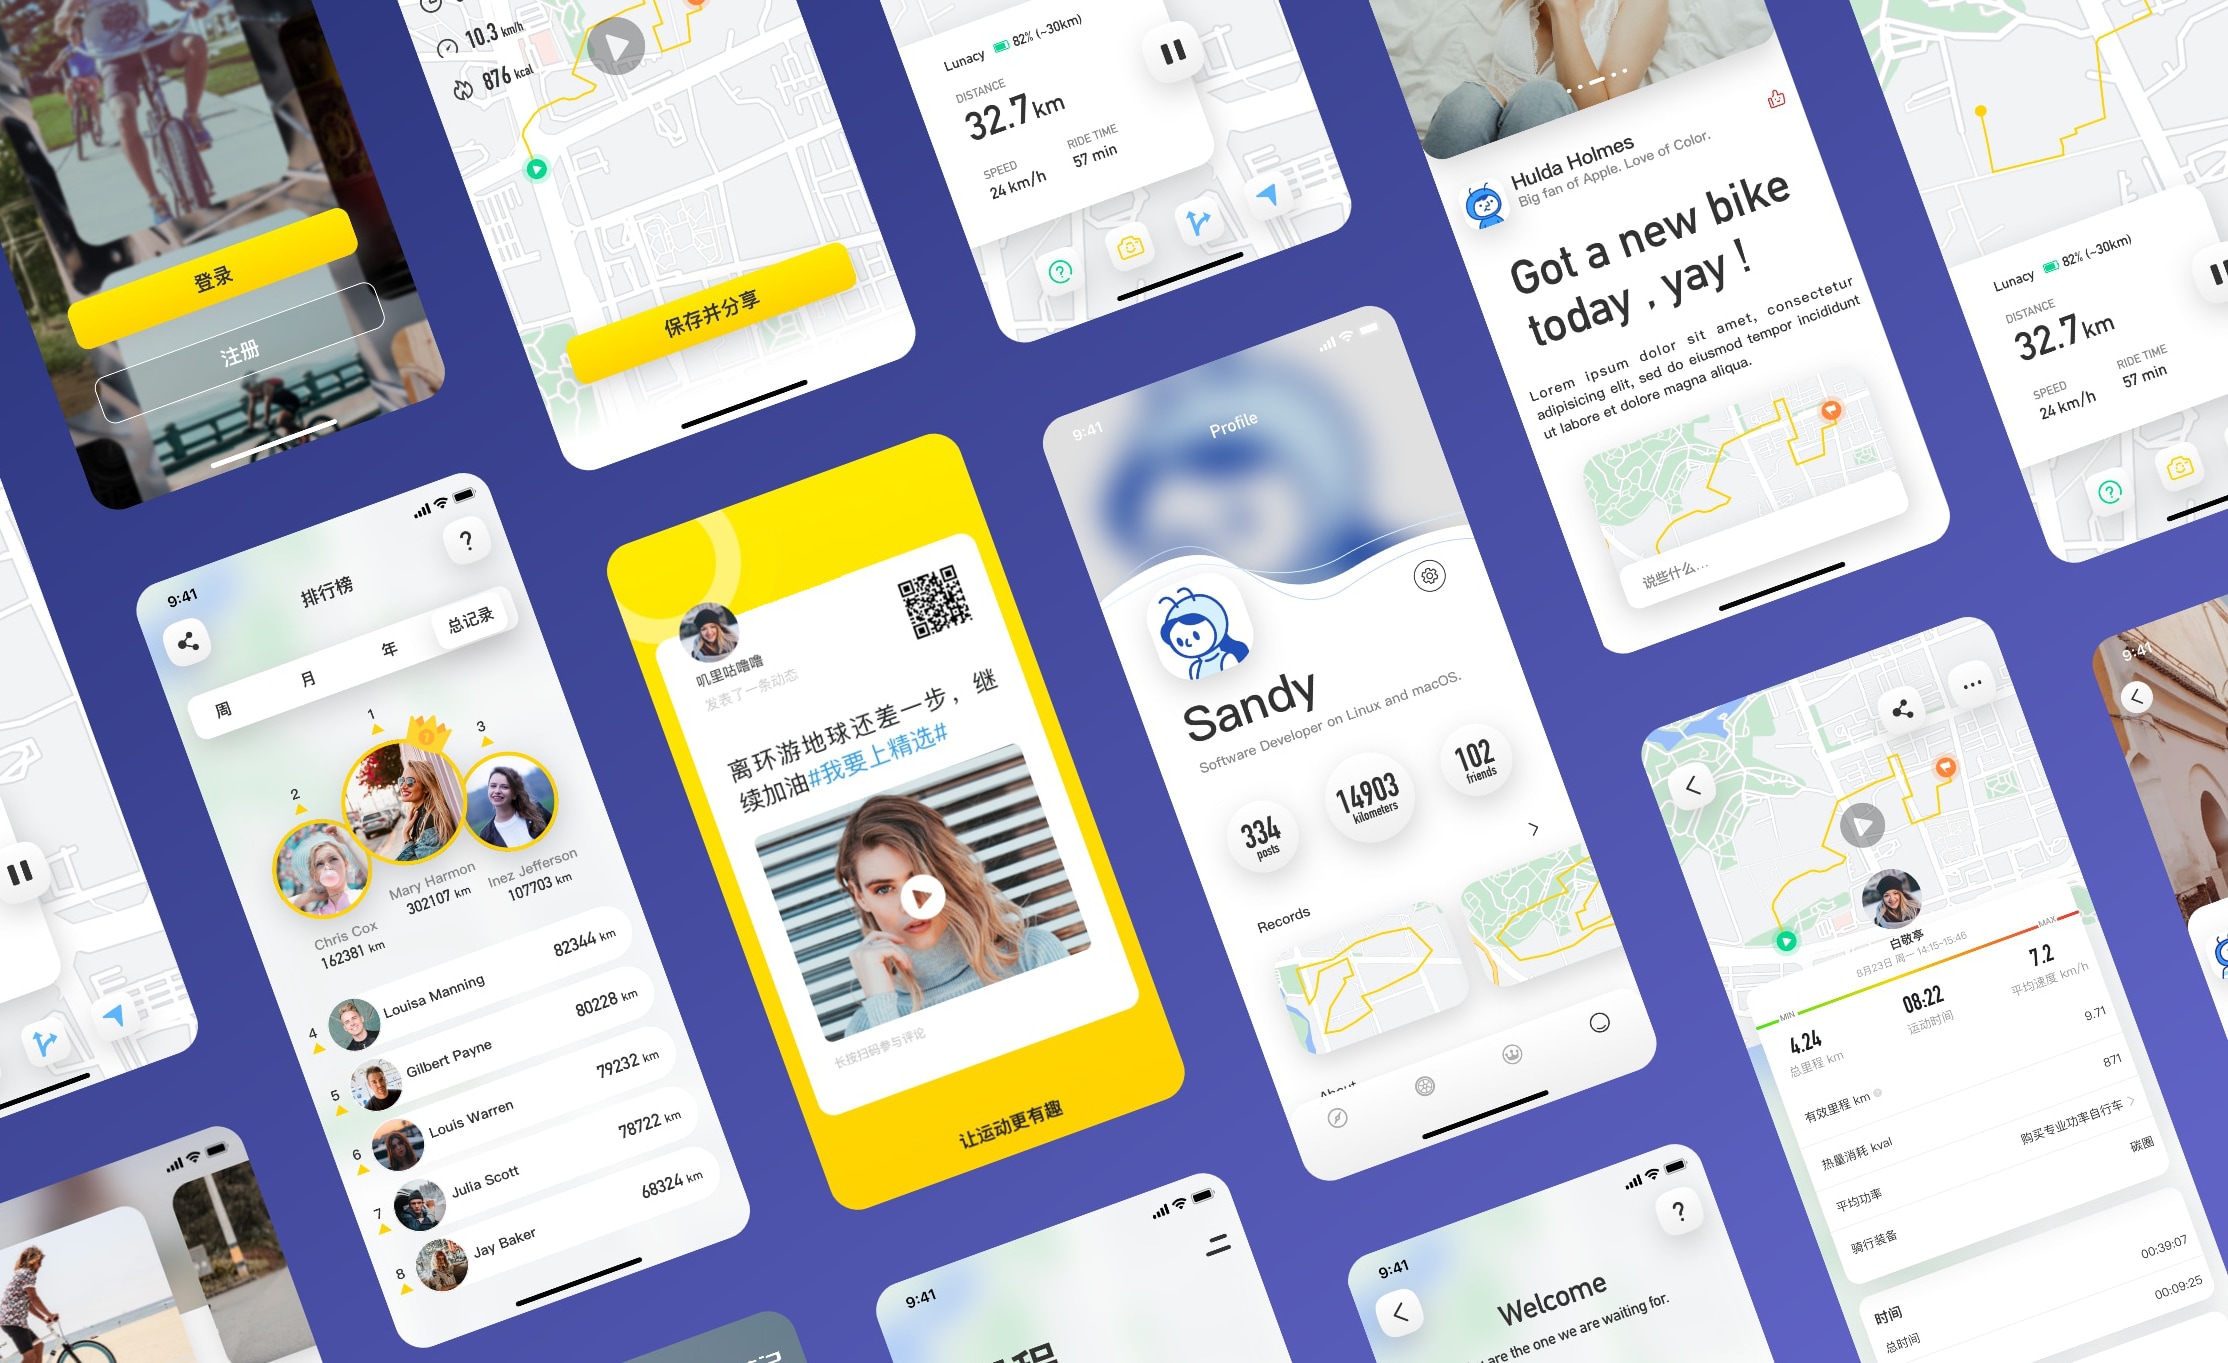 登录
注册
10.3 km/h
876 kcal
保存并分享
Lunacy 82% (~30km)
DISTANCE
32.7km
SPEED
24 km/h
RIDE TIME
57 min
Hulda Holmes
Big fan of Apple. Love of Color.
Got a new bike
today , yay !
Lorem ipsum dolor sit amet, consectetur
adipisicing elit, sed do eiusmod tempor incididunt
ut labore et dolore magna aliqua.
说些什么...
Lunacy 82% (~30km)
DISTANCE
32.7km
SPEED
24 km/h
RIDE TIME
57 min
9:41
排行榜
?
周
月
年
总记录
1
2
3
Mary Harmon
302107 km
Inez Jefferson
107703 km
Chris Cox
162381 km
4 Louisa Manning 82344 km
5 Gilbert Payne 80228 km
6 Louis Warren 79232 km
7 Julia Scott 78722 km
8 Jay Baker 68324 km
叽里咕噜噜
发表了一条动态
离环游地球还差一步，继
续加油#我要上精选#
长按扫码参与评论
让运动更有趣
9:41
Profile
Sandy
Software Developer on Linux and macOS.
334
posts
14903
kilometers
102
friends
Records
About
白敬亭
8月23日 周一 14:15-15:46
MIN
MAX
4.24
总里程 km
08:22
运动时间
7.2
平均速度 km/h
有效里程 km 9.71
热量消耗 kval 871
平均功率 购买专业功率自行车
骑行装备 碳圈
时间 00:39:07
总时间 00:09:25
9:41
9:41
程
9:41
?
Welcome
are the one we are waiting for.